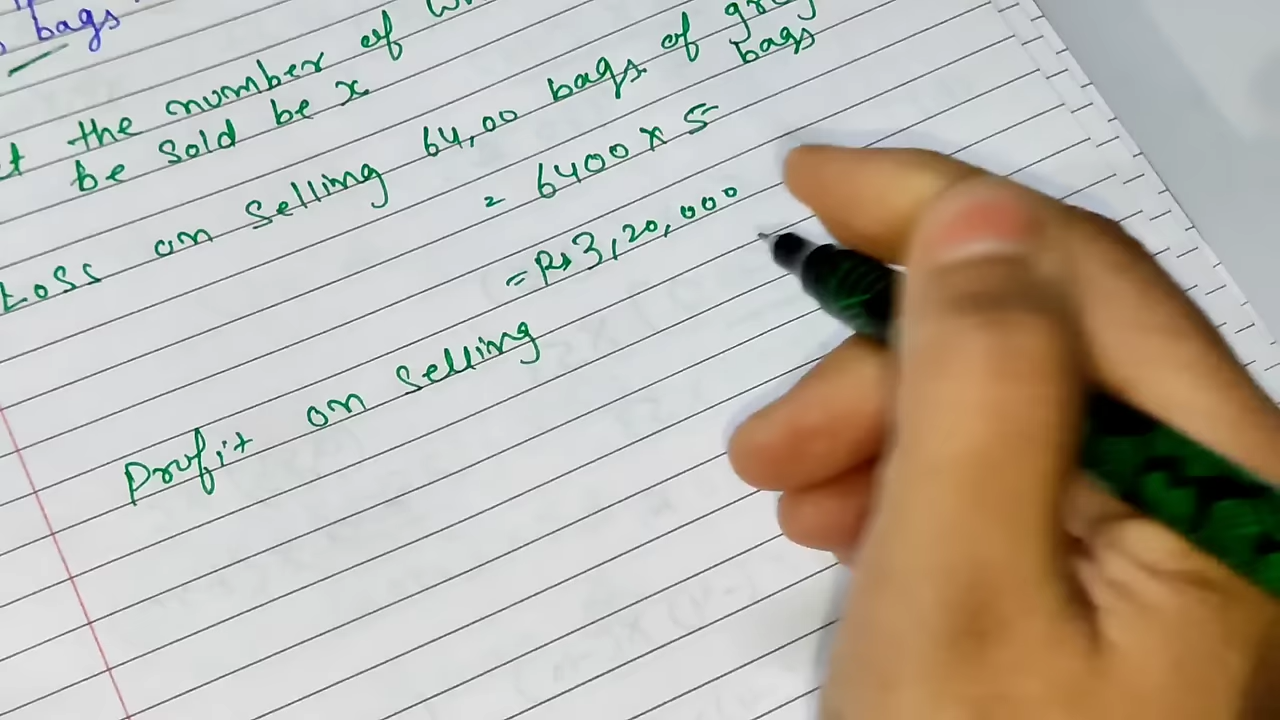 bags
the number of
be sold be x
Loss on selling 64,00 bags of
bags
= 6400 x 5
= Rs 3,20,000
Profit on selling